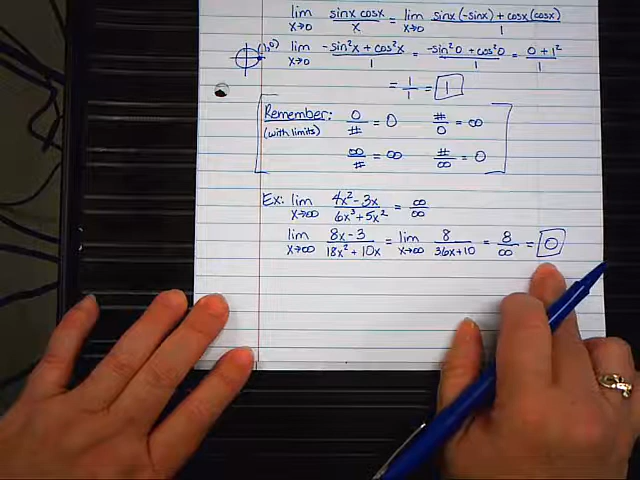 lim x→0 sinx cosx / x = lim x→0 sinx(-sinx) + cosx(cosx) / 1
(1,0) lim x→0 -sin²x + cos²x / 1 = -sin²0 + cos²0 / 1 = 0 + 1² / 1
= 1/1 = 1
Remember: 0/# = 0 #/0 = ∞
(with limits)
∞/# = ∞ #/∞ = 0
Ex: lim x→∞ 4x² - 3x / 6x³ + 5x² = ∞/∞
lim x→∞ 8x - 3 / 18x² + 10x = lim x→∞ 8 / 36x + 10 = 8/∞ = 0